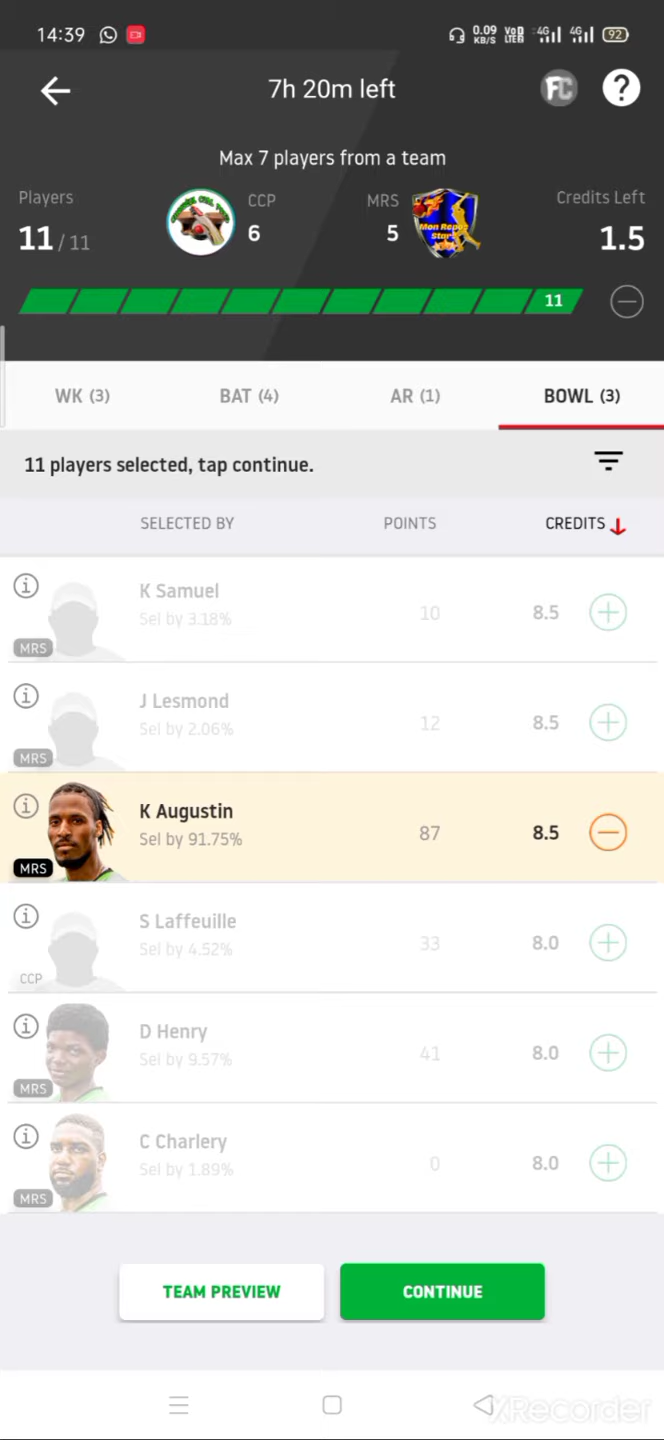 14:39
0.09 KB/S
VoD LTE2 4G 4G 92
7h 20m left
FC ?
Max 7 players from a team
Players CCP MRS Credits Left
11 / 11 6 5 1.5
Mon Repos Stars
11
WK (3) BAT (4) AR (1) BOWL (3)
11 players selected, tap continue.
SELECTED BY POINTS CREDITS
K Samuel
Sel by 3.18% 10 8.5
MRS
J Lesmond
Sel by 2.06% 12 8.5
MRS
K Augustin
Sel by 91.75% 87 8.5
MRS
S Laffeuille
Sel by 4.52% 33 8.0
CCP
D Henry
Sel by 9.57% 41 8.0
MRS
C Charlery
Sel by 1.89% 0 8.0
MRS
TEAM PREVIEW CONTINUE
XRecorder